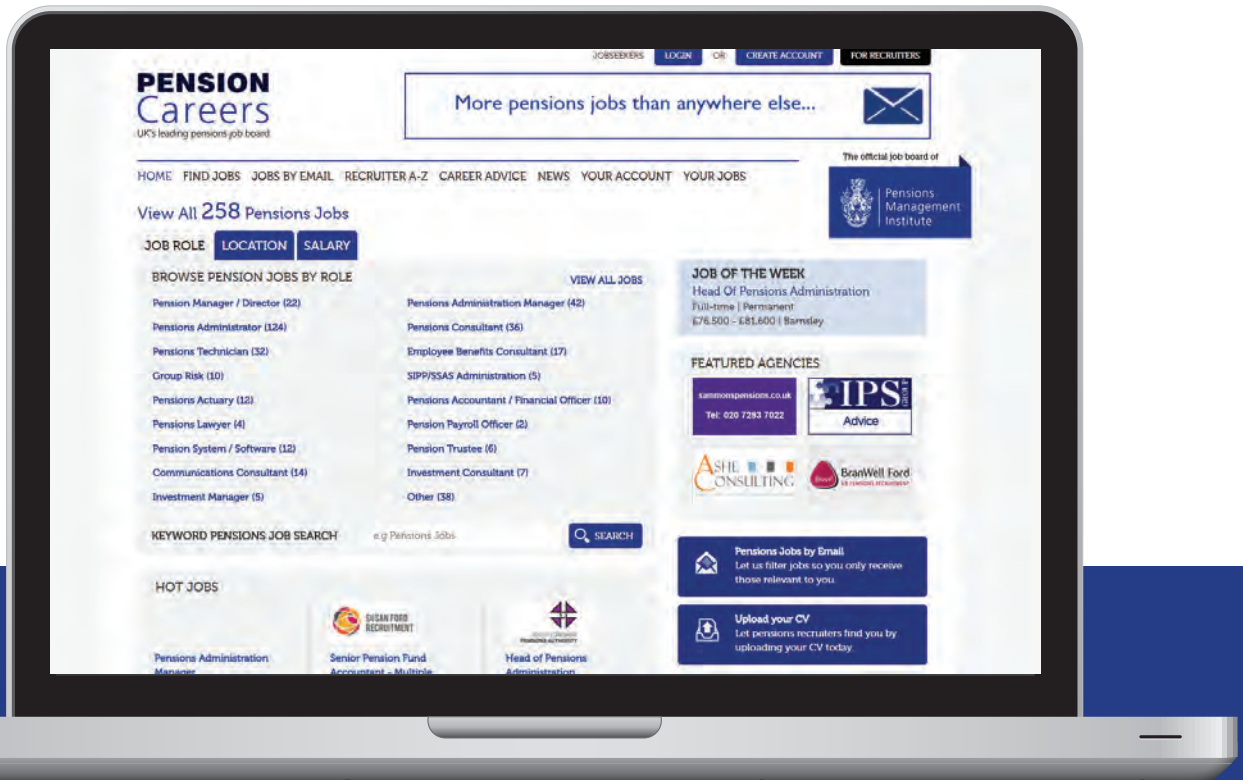 JOBSEEKERS LOGIN OR CREATE ACCOUNT FOR RECRUITERS
PENSION
Careers
UK's leading pensions job board
More pensions jobs than anywhere else...
The official job board of
Pensions
Management
Institute
HOME FIND JOBS JOBS BY EMAIL RECRUITER A-Z CAREER ADVICE NEWS YOUR ACCOUNT YOUR JOBS
View All 258 Pensions Jobs
JOB ROLE LOCATION SALARY
BROWSE PENSION JOBS BY ROLE VIEW ALL JOBS
Pension Manager / Director (22) Pensions Administration Manager (42)
Pensions Administrator (124) Pensions Consultant (36)
Pensions Technician (32) Employee Benefits Consultant (17)
Group Risk (10) SIPP/SSAS Administration (5)
Pensions Actuary (12) Pensions Accountant / Financial Officer (10)
Pensions Lawyer (4) Pension Payroll Officer (2)
Pension System / Software (12) Pension Trustee (6)
Communications Consultant (14) Investment Consultant (7)
Investment Manager (5) Other (38)
KEYWORD PENSIONS JOB SEARCH e.g Pensions Jobs SEARCH
HOT JOBS
SUSAN FORD
RECRUITMENT
PENSIONS AUTHORITY
Pensions Administration
Manager
Senior Pension Fund
Accountant - Multiple
Head of Pensions
Administration
JOB OF THE WEEK
Head Of Pensions Administration
Full-time | Permanent
£76,500 - £81,600 | Barnsley
FEATURED AGENCIES
sammonspensions.co.uk
Tel: 020 7293 7022
IPS GROUP
Advice
ASHE
CONSULTING
BranWell Ford
Pensions Jobs by Email
Let us filter jobs so you only receive
those relevant to you.
Upload your CV
Let pensions recruiters find you by
uploading your CV today.